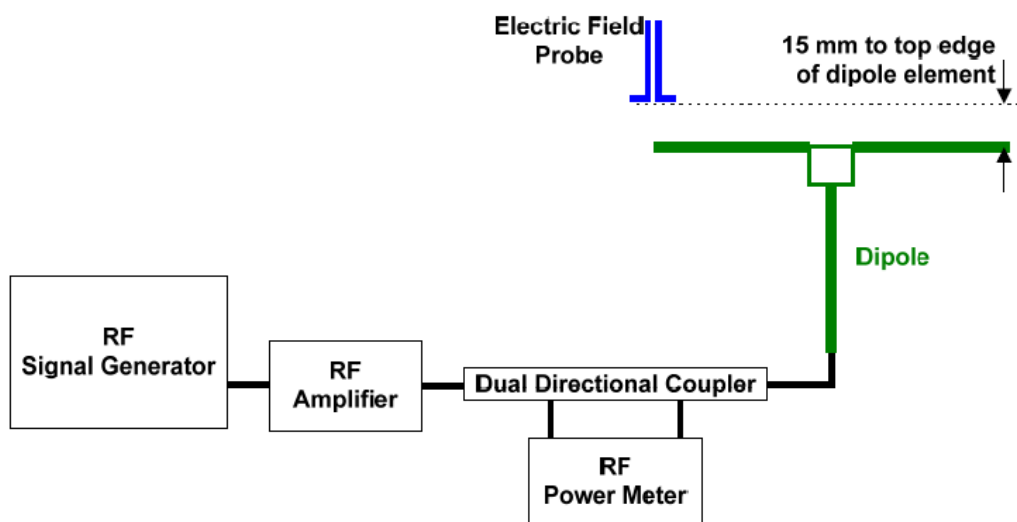 Electric Field
Probe
15 mm to top edge
of dipole element
Dipole
RF
Signal Generator
RF
Amplifier
Dual Directional Coupler
RF
Power Meter